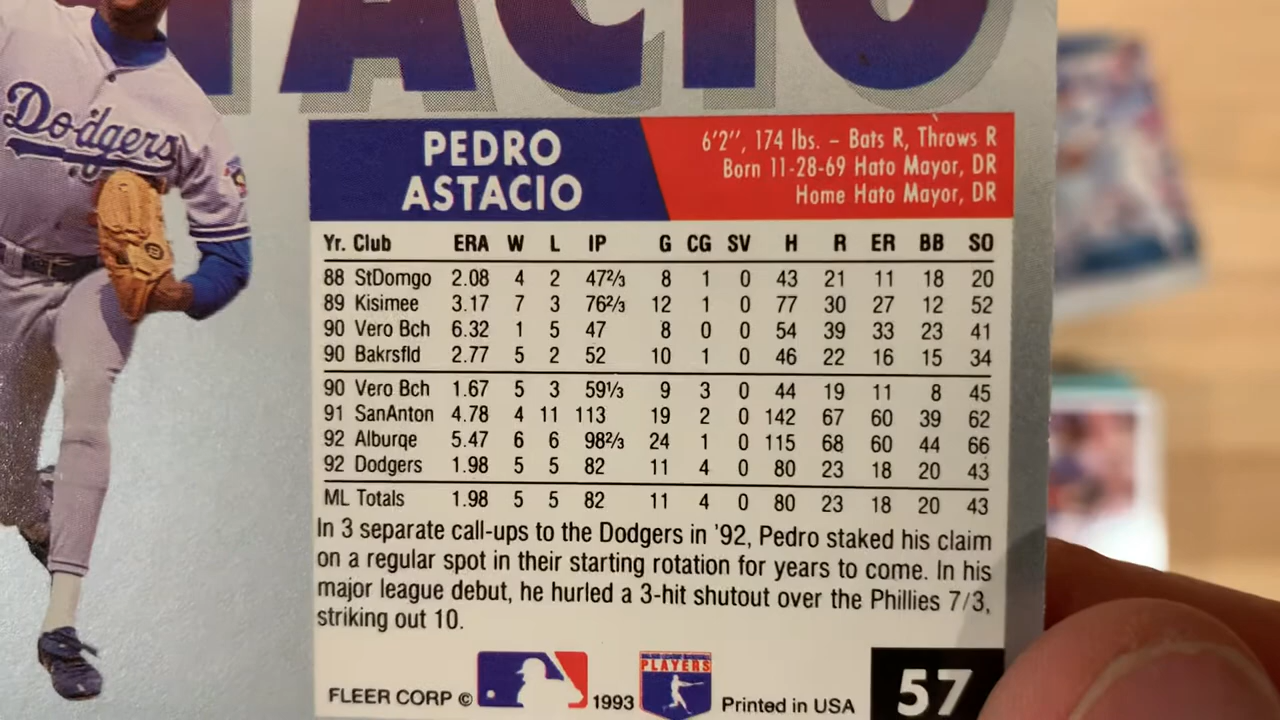 TACIO
Dodgers
PEDRO
ASTACIO
6'2", 174 lbs. – Bats R, Throws R
Born 11-28-69 Hato Mayor, DR
Home Hato Mayor, DR
Yr. Club ERA W L IP G CG SV H R ER BB SO
88 StDomgo 2.08 4 2 47 2/3 8 1 0 43 21 11 18 20
89 Kisimee 3.17 7 3 76 2/3 12 1 0 77 30 27 12 52
90 Vero Bch 6.32 1 5 47 8 0 0 54 39 33 23 41
90 Bakrsfld 2.77 5 2 52 10 1 0 46 22 16 15 34
90 Vero Bch 1.67 5 3 59 1/3 9 3 0 44 19 11 8 45
91 SanAnton 4.78 4 11 113 19 2 0 142 67 60 39 62
92 Alburqe 5.47 6 6 98 2/3 24 1 0 115 68 60 44 66
92 Dodgers 1.98 5 5 82 11 4 0 80 23 18 20 43
ML Totals 1.98 5 5 82 11 4 0 80 23 18 20 43
In 3 separate call-ups to the Dodgers in '92, Pedro staked his claim
on a regular spot in their starting rotation for years to come. In his
major league debut, he hurled a 3-hit shutout over the Phillies 7/3,
striking out 10.
PLAYERS
FLEER CORP © 1993 Printed in USA 57